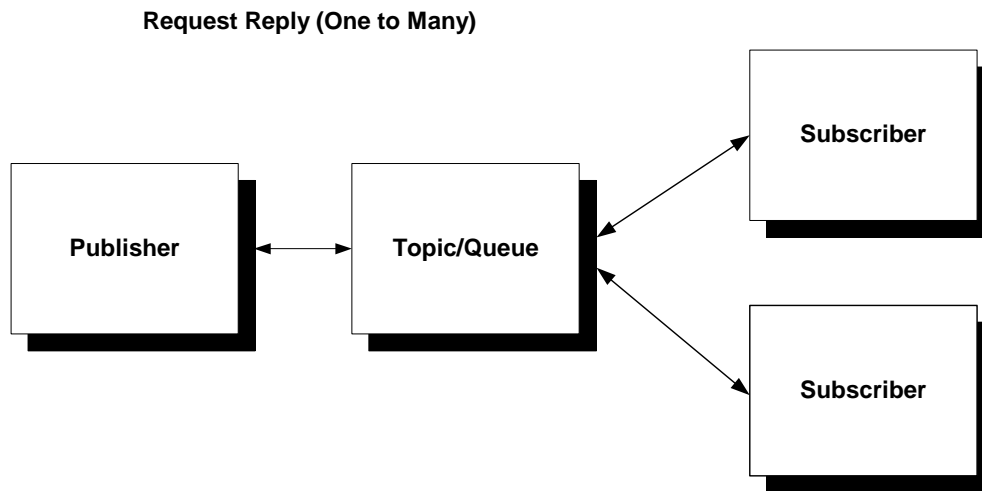 Request Reply (One to Many)
Subscriber
Publisher
Topic/Queue
Subscriber